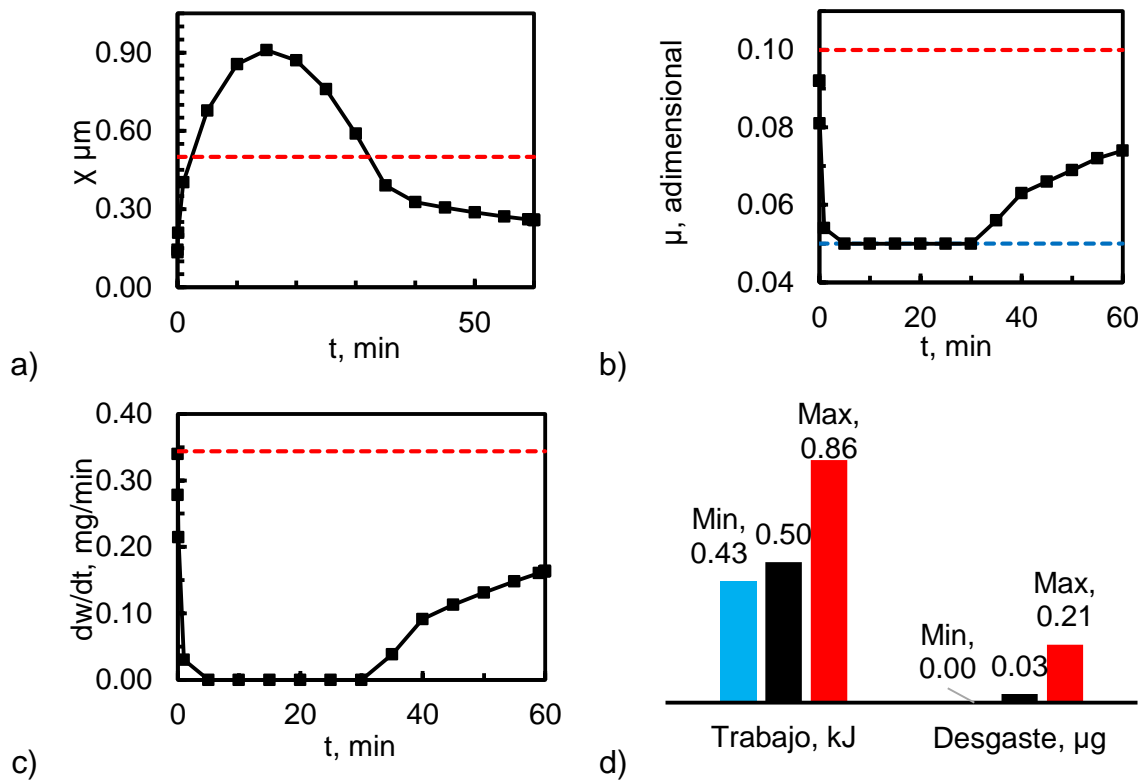 0.90
0.60
0.30
0.00
X µm
0
50
t, min
a)
0.10
0.08
0.06
0.04
µ, adimensional
0
20
40
60
t, min
b)
0.40
0.30
0.20
0.10
0.00
dw/dt, mg/min
0
20
40
60
t, min
c)
Min,
0.43
0.50
Max,
0.86
Min,
0.00
0.03
Max,
0.21
Trabajo, kJ
Desgaste, µg
d)